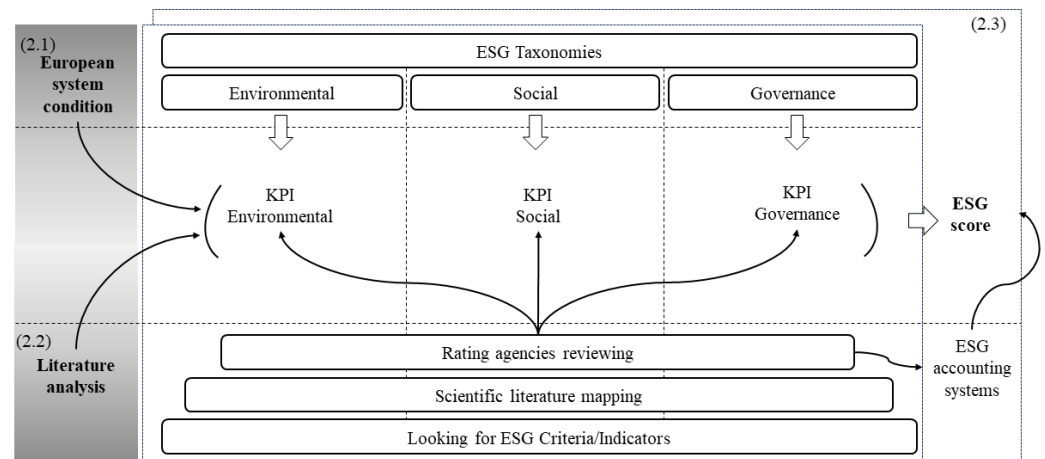 (2.1)
European
system
condition
(2.3)
ESG Taxonomies
Environmental
Social
Governance
KPI
Environmental
KPI
Social
KPI
Governance
ESG
score
(2.2)
Literature
analysis
Rating agencies reviewing
Scientific literature mapping
Looking for ESG Criteria/Indicators
ESG
accounting
systems